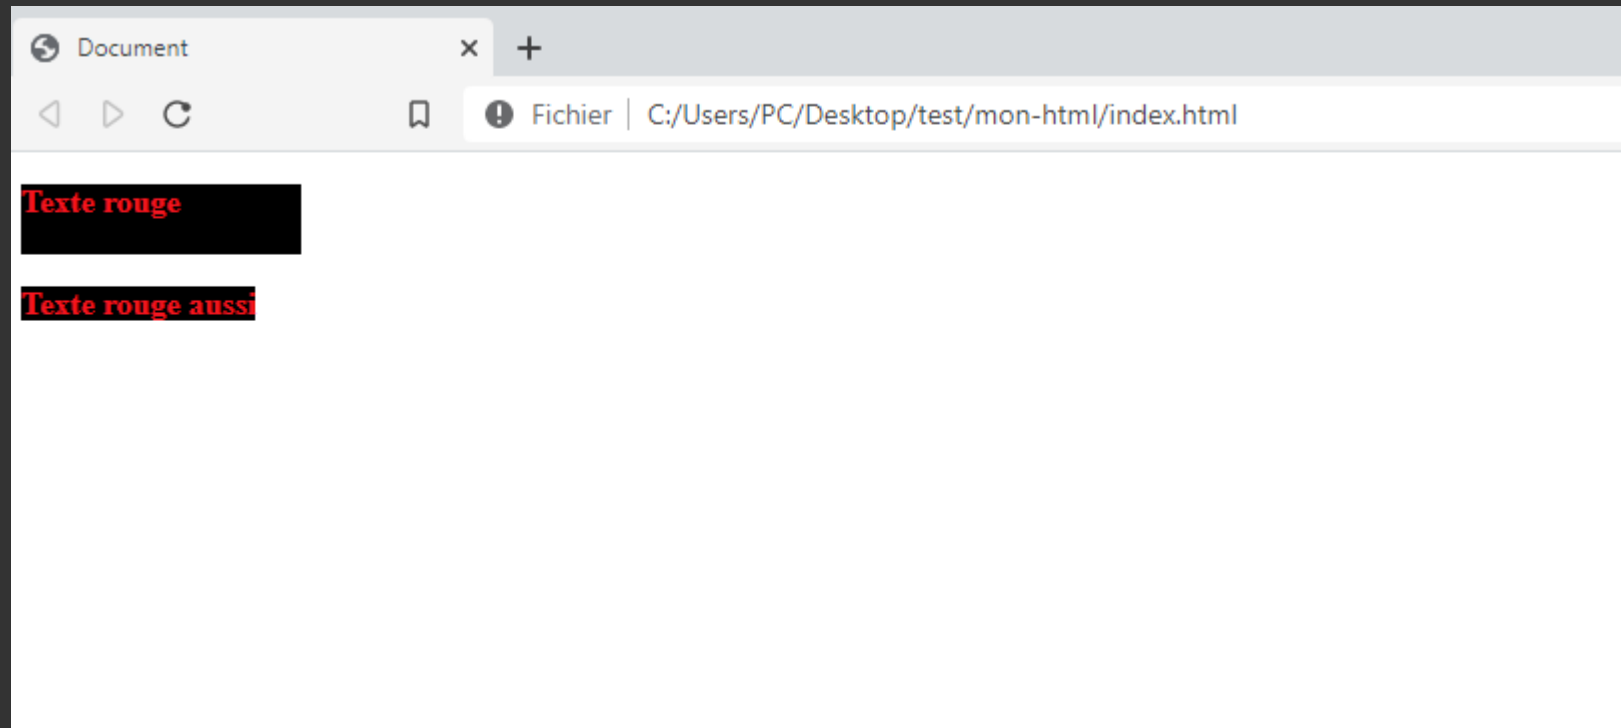 Document
Fichier C:/Users/PC/Desktop/test/mon-html/index.html
Texte rouge
Texte rouge aussi